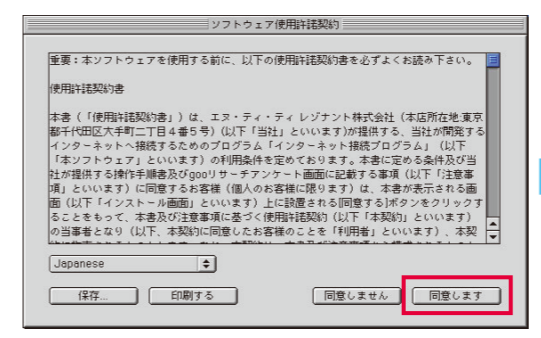 ソフトウェア使用許諾契約
重要：本ソフトウェアを使用する前に、以下の使用許諾契約書を必ずよくお読み下さい。
使用許諾契約書
本書（「使用許諾契約書」）は、エヌ・ティ・ティ レゾナント株式会社（本店所在地:東京
都千代田区大手町二丁目４番５号）(以下「当社」といいます)が提供する、当社が開発する
インターネットへ接続するためのプログラム「インターネット接続プログラム」（以下
「本ソフトウェア」といいます）の利用条件を定めております。本書に定める条件及び当
社が提供する操作手順書及びgooリサーチアンケート画面に記載する事項（以下「注意事
項」といいます）に同意するお客様（個人のお客様に限ります）は、本書が表示される画
面（以下「インストール画面」といいます）上に設置される[同意する]ボタンをクリックす
ることをもって、本書及び注意事項に基づく使用許諾契約（以下「本契約」といいます）
の当事者となり（以下、本契約に同意したお客様のことを「利用者」といいます）、本契
Japanese
保存...
印刷する
同意しません
同意します